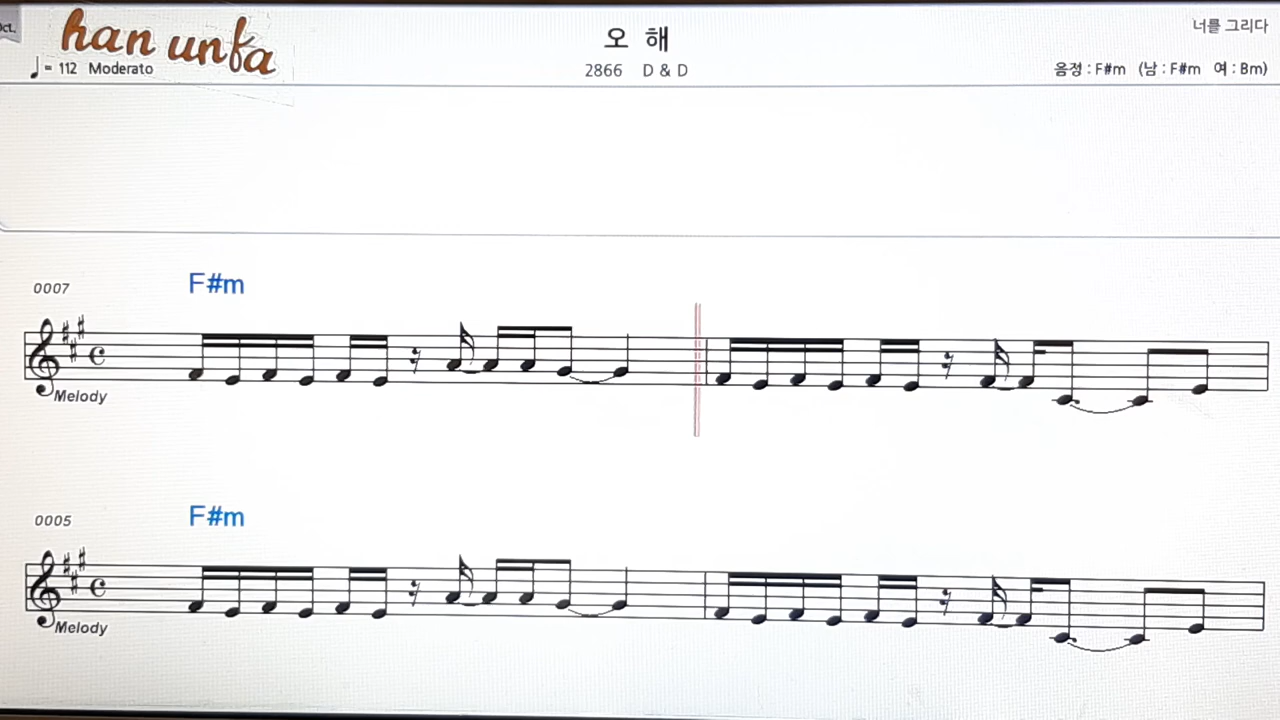 han unfa
오 해
너를 그리다
♩= 112 Moderato
2866 D & D
음정 : F#m (남 : F#m 여 : Bm)
0007
F#m
Melody
0005
F#m
Melody